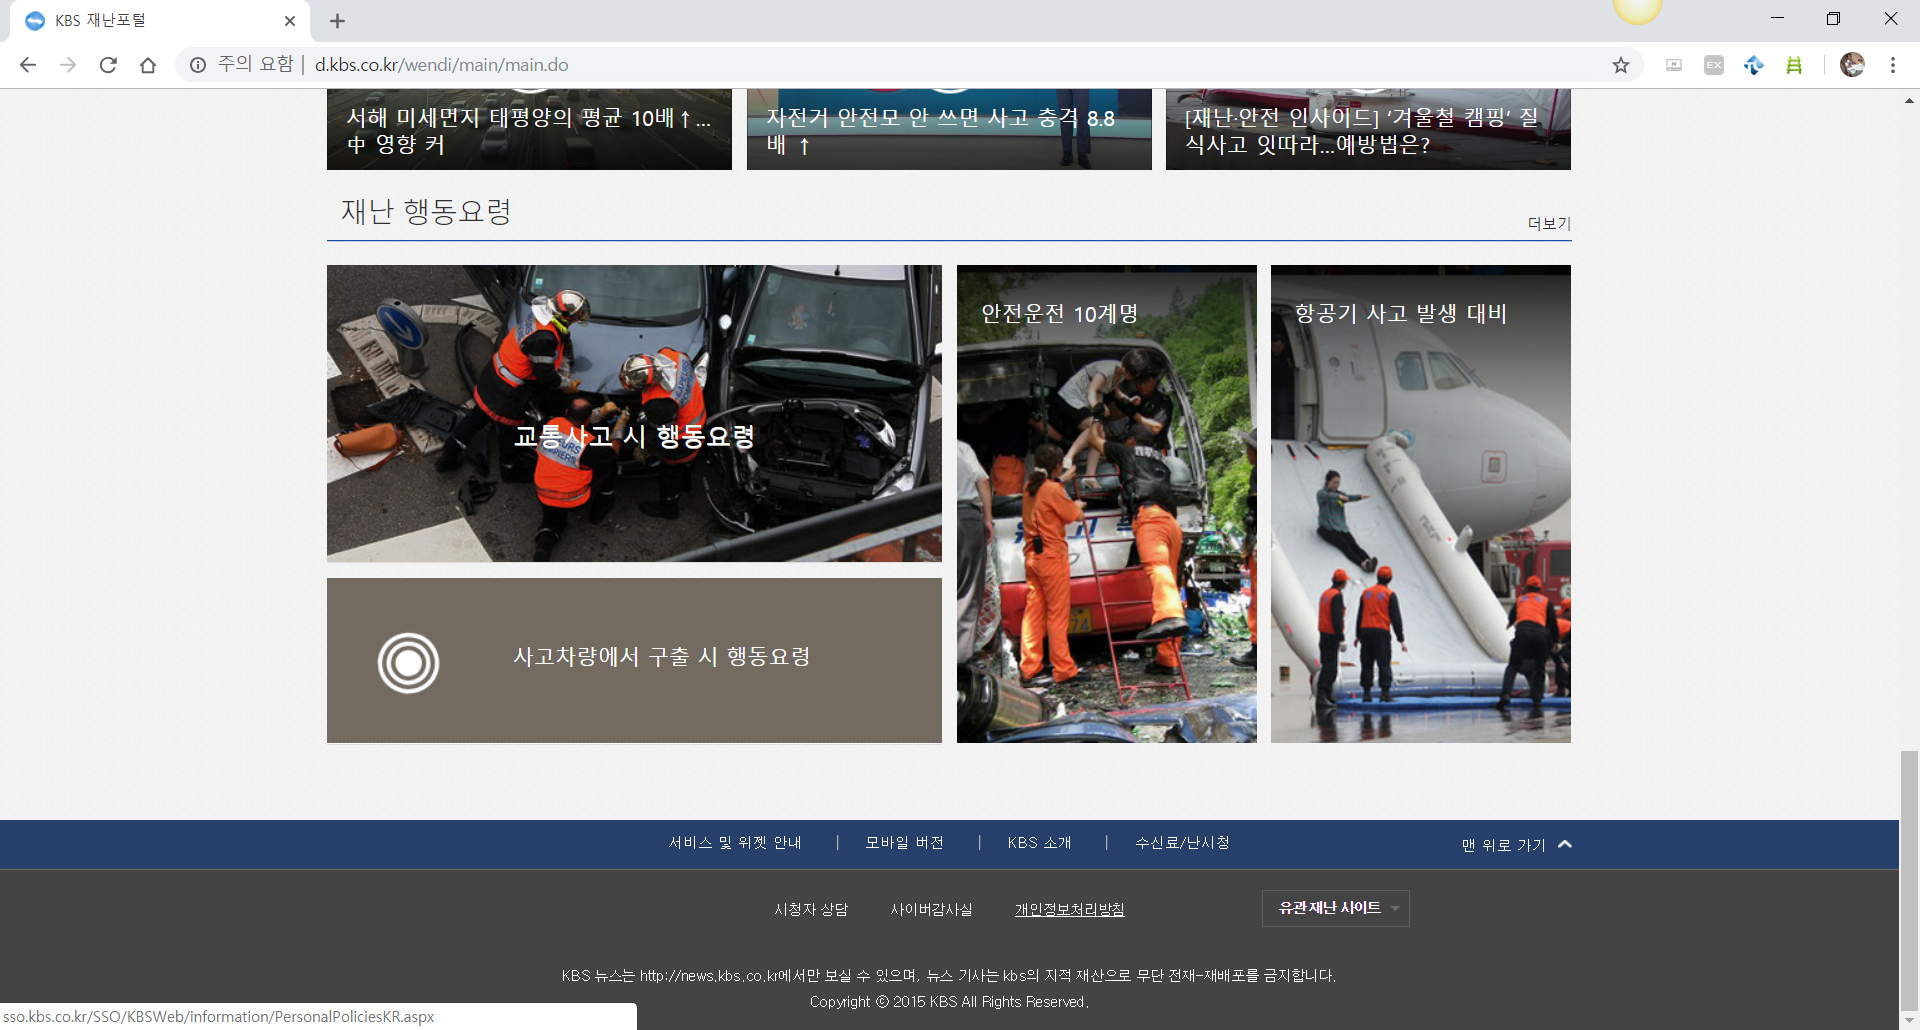 KBS 재난포털
주의 요함 | d.kbs.co.kr/wendi/main/main.do
EX
서해 미세먼지 태평양의 평균 10배↑...
中 영향 커
자전거 안전모 안 쓰면 사고 충격 8.8
배 ↑
[재난·안전 인사이드] ‘겨울철 캠핑’ 질
식사고 잇따라...예방법은?
재난 행동요령
더보기
교통사고 시 행동요령
안전운전 10계명
항공기 사고 발생 대비
사고차량에서 구출 시 행동요령
서비스 및 위젯 안내 | 모바일 버전 | KBS 소개 | 수신료/난시청
맨 위로 가기
시청자 상담 사이버감사실 개인정보처리방침
유관 재난 사이트
KBS 뉴스는 http://news.kbs.co.kr에서만 보실 수 있으며, 뉴스 기사는 kbs의 지적 재산으로 무단 전재-재배포를 금지합니다.
Copyright ⓒ 2015 KBS All Rights Reserved.
sso.kbs.co.kr/SSO/KBSWeb/information/PersonalPoliciesKR.aspx